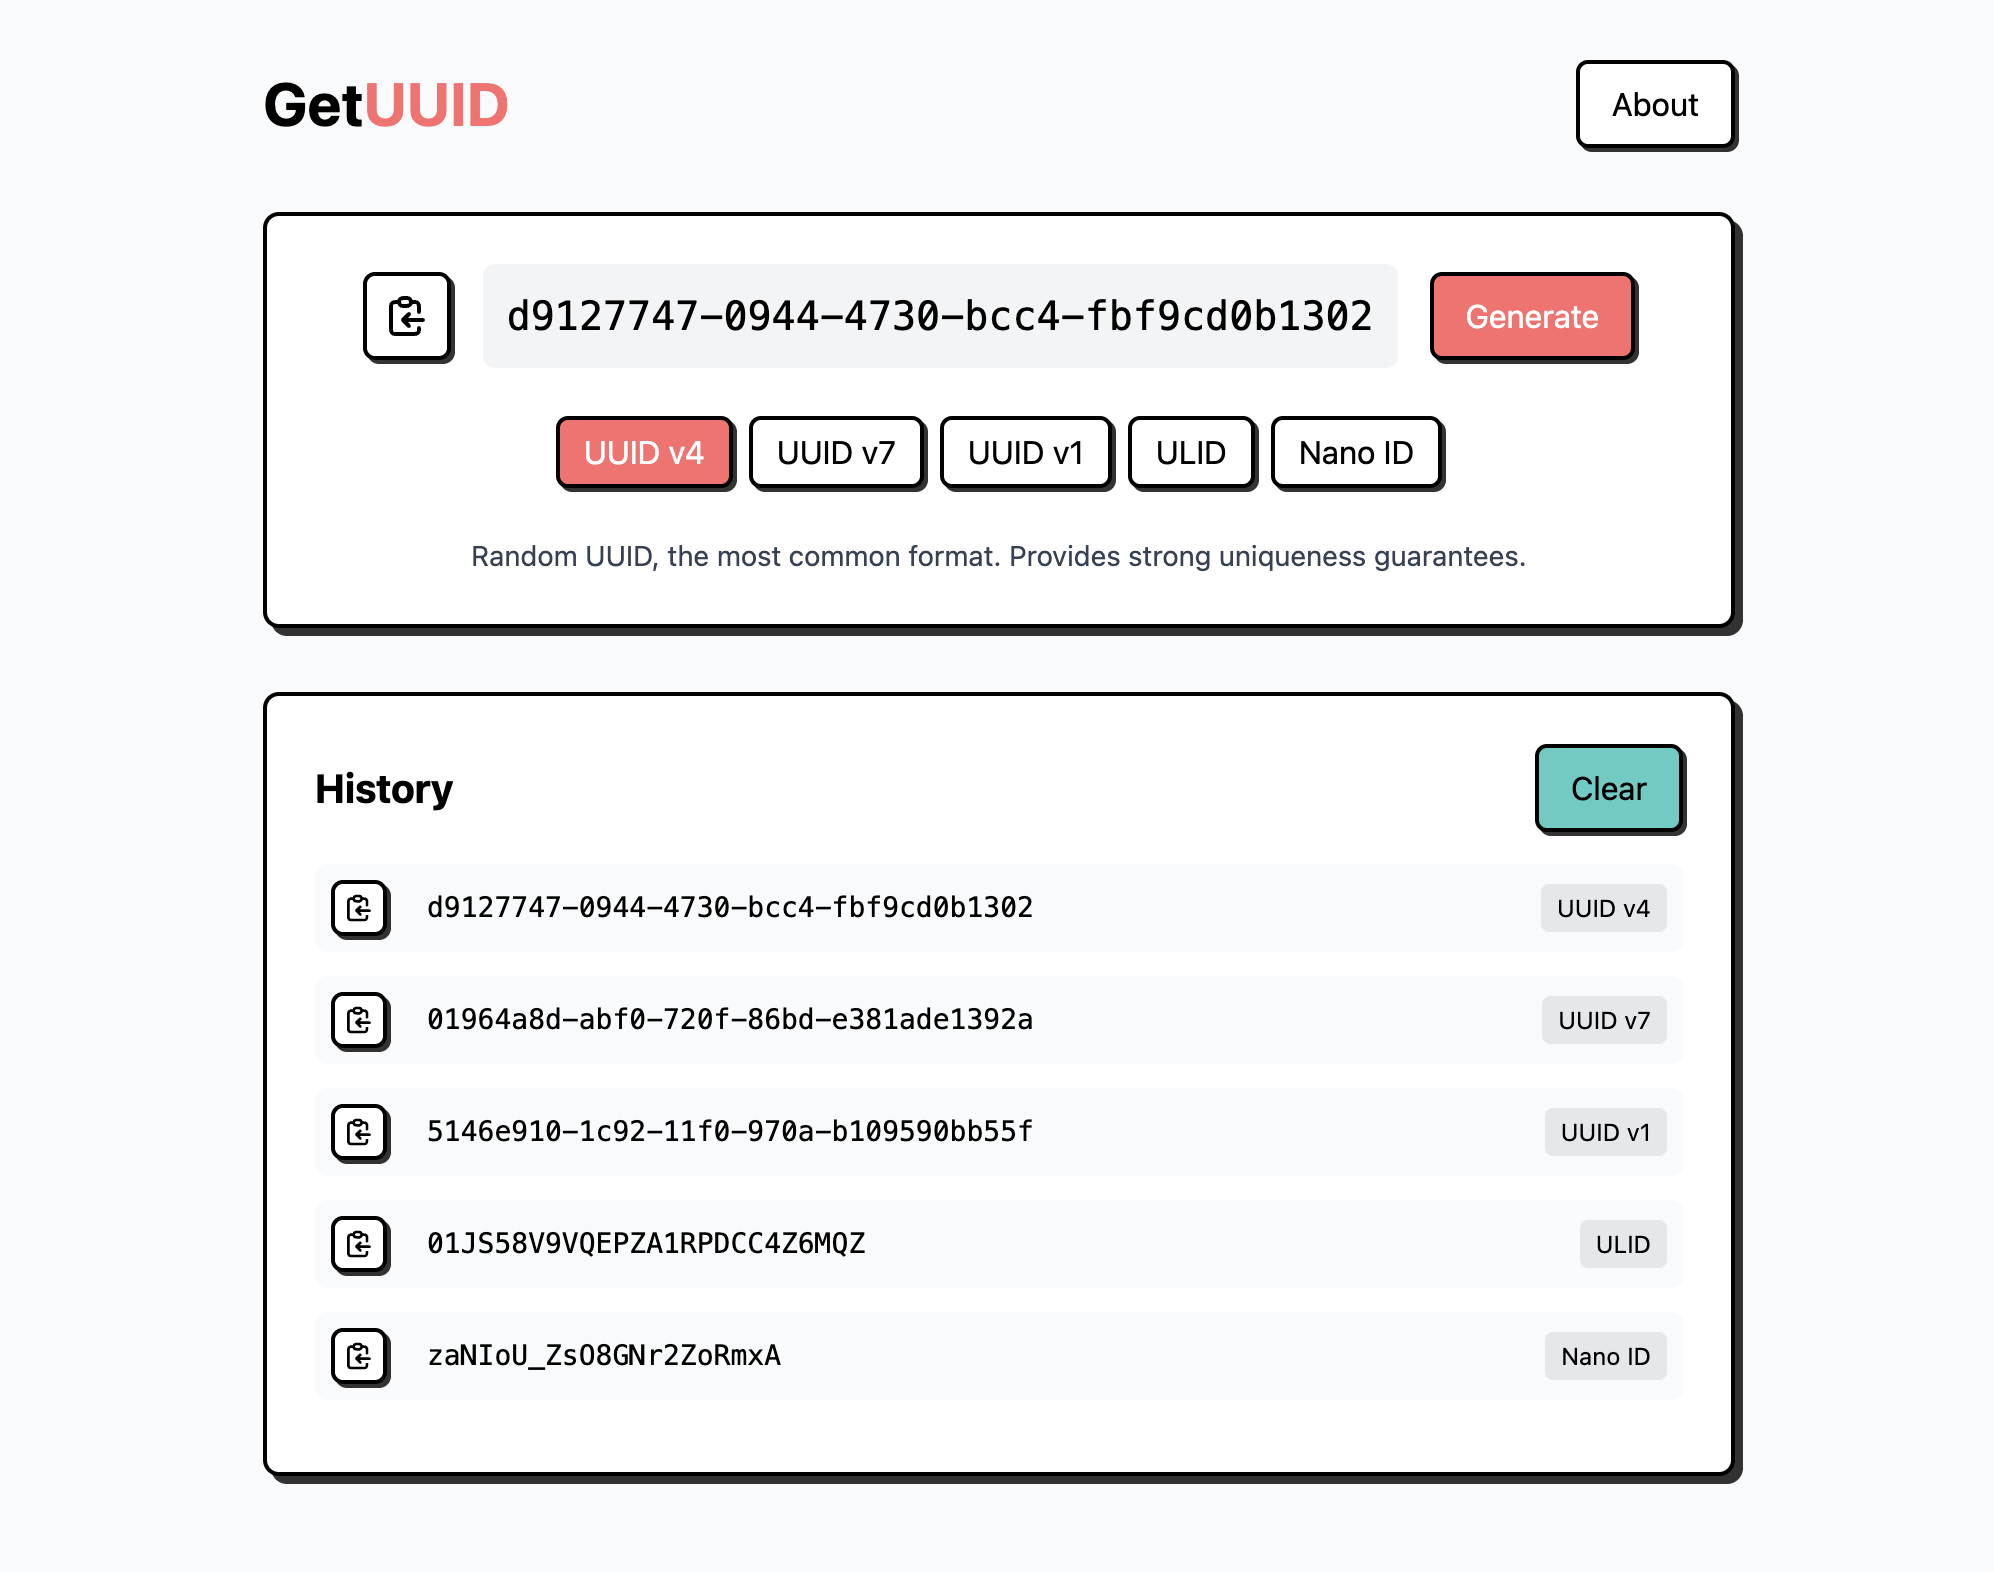 GetUUID
About
d9127747-0944-4730-bcc4-fbf9cd0b1302
Generate
UUID v4
UUID v7
UUID v1
ULID
Nano ID
Random UUID, the most common format. Provides strong uniqueness guarantees.
History
Clear
d9127747-0944-4730-bcc4-fbf9cd0b1302 UUID v4
01964a8d-abf0-720f-86bd-e381ade1392a UUID v7
5146e910-1c92-11f0-970a-b109590bb55f UUID v1
01JS58V9VQEPZA1RPDCC4Z6MQZ ULID
zaNIoU_ZsO8GNr2ZoRmxA Nano ID